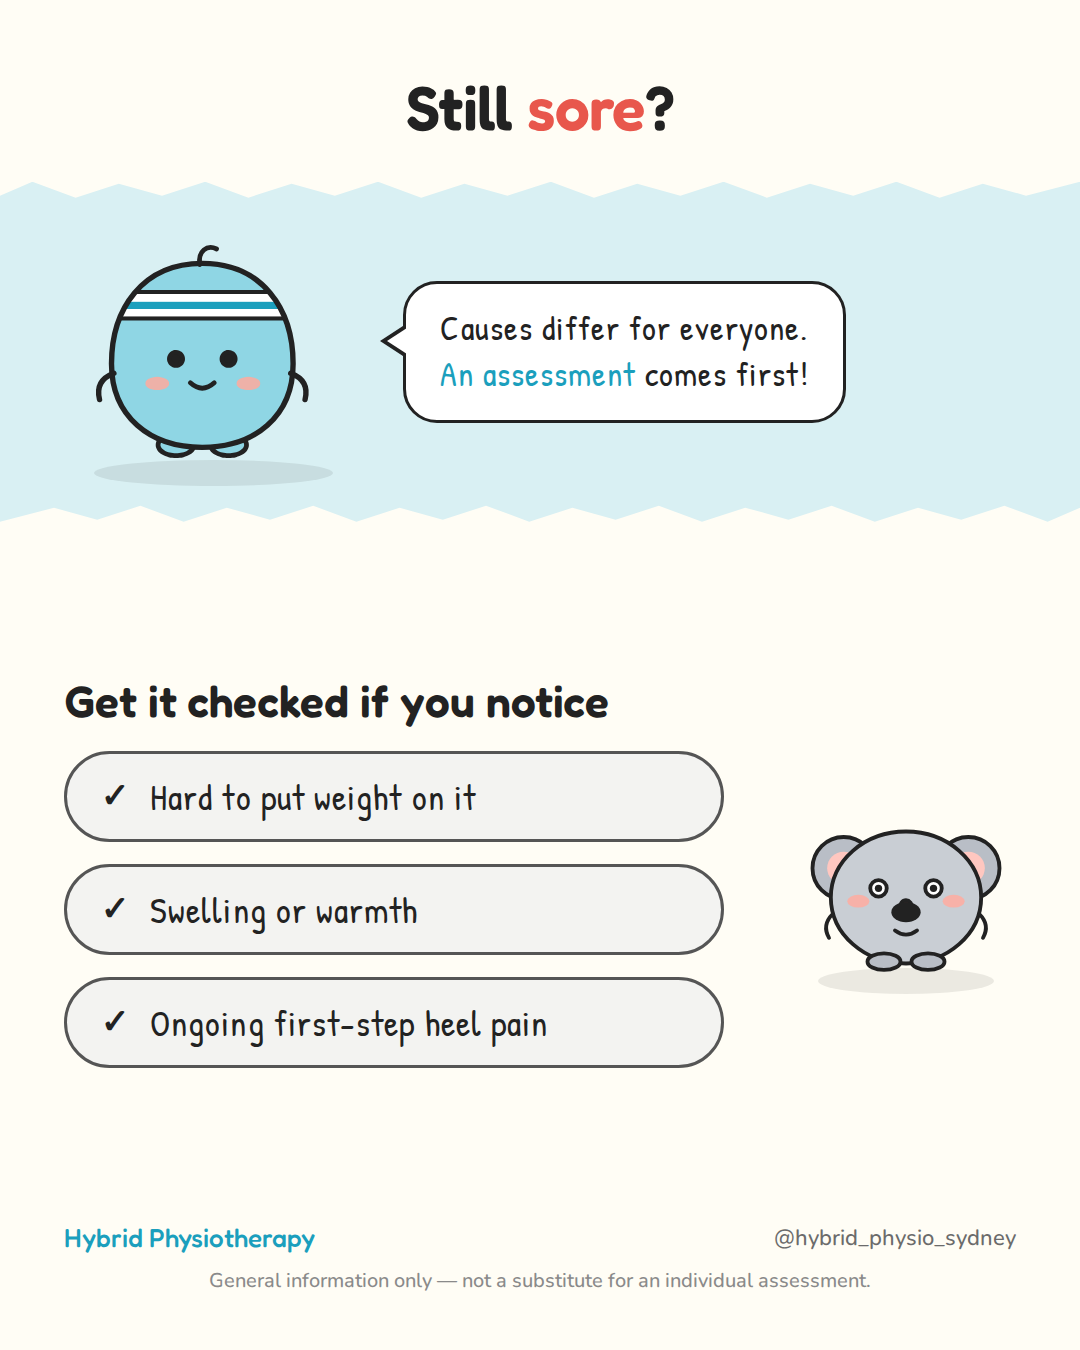 Still sore?
Causes differ for everyone.
An assessment comes first!
Get it checked if you notice
✓ Hard to put weight on it
✓ Swelling or warmth
✓ Ongoing first-step heel pain
Hybrid Physiotherapy
@hybrid_physio_sydney
General information only — not a substitute for an individual assessment.